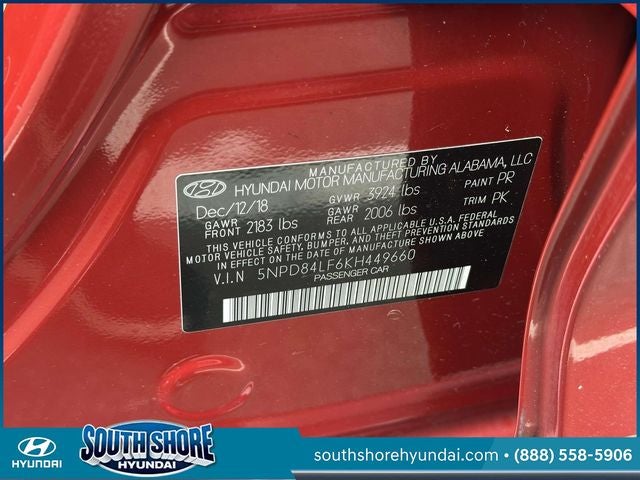 MANUFACTURED BY
HYUNDAI MOTOR MANUFACTURING ALABAMA, LLC
Dec/12/18 GVWR 3924 lbs PAINT PR
GAWR FRONT 2183 lbs GAWR REAR 2006 lbs TRIM PK
THIS VEHICLE CONFORMS TO ALL APPLICABLE U.S.A. FEDERAL
MOTOR VEHICLE SAFETY, BUMPER, AND THEFT PREVENTION STANDARDS
IN EFFECT ON THE DATE OF MANUFACTURE SHOWN ABOVE.
V.I.N 5NPD84LF6KH449660
PASSENGER CAR
HYUNDAI
SOUTH SHORE
HYUNDAI
southshorehyundai.com • (888) 558-5906